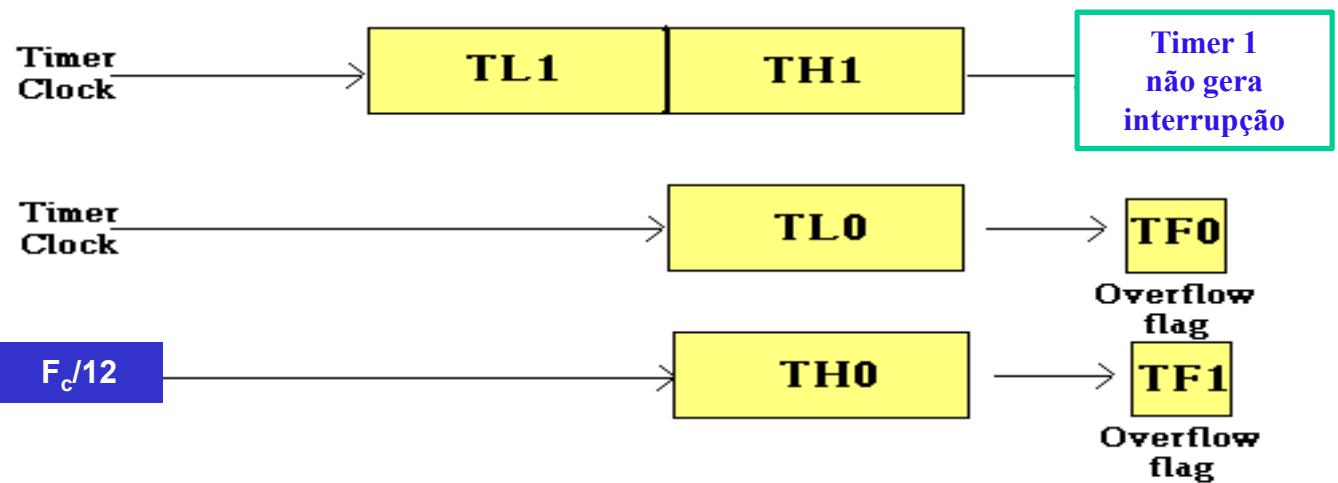 Timer
Clock
TL1
TH1
Timer 1
não gera
interrupção
Timer
Clock
TL0
TF0
Overflow
flag
Fc/12
TH0
TF1
Overflow
flag